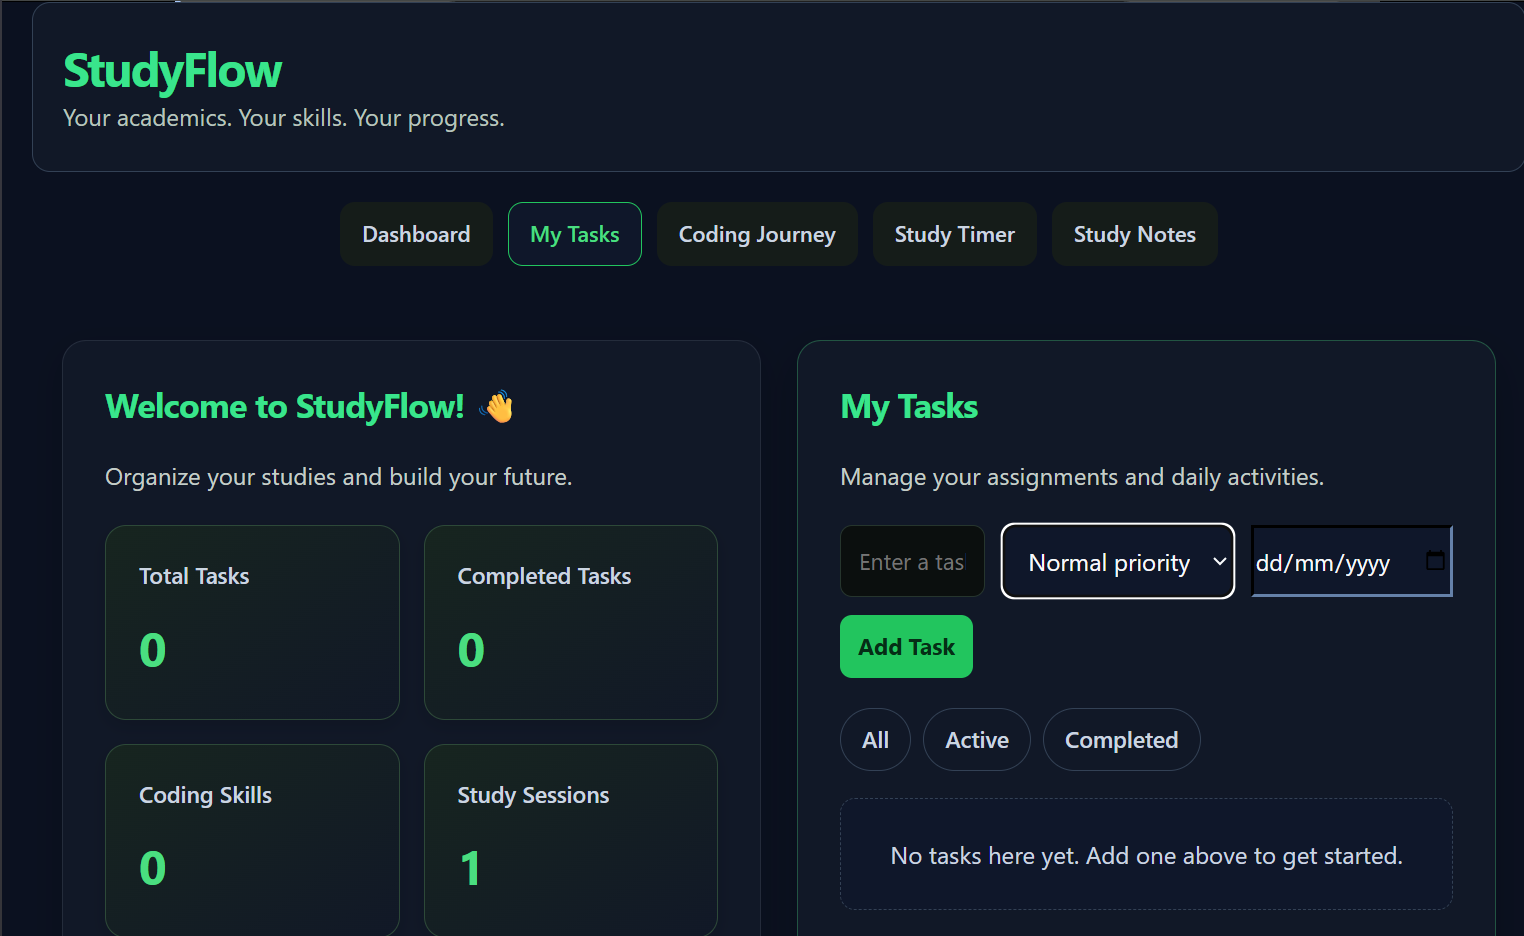 StudyFlow
Your academics. Your skills. Your progress.
Dashboard
My Tasks
Coding Journey
Study Timer
Study Notes
Welcome to StudyFlow! 👋
Organize your studies and build your future.
Total Tasks
0
Completed Tasks
0
Coding Skills
0
Study Sessions
1
My Tasks
Manage your assignments and daily activities.
Enter a tas
Normal priority
dd/mm/yyyy
Add Task
All
Active
Completed
No tasks here yet. Add one above to get started.